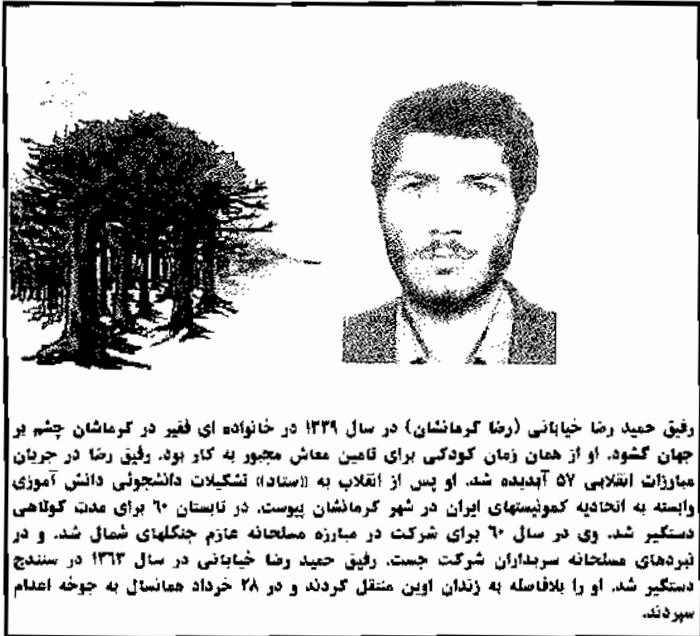 رفیق حمید رضا خیابانی (رضا کرمانشان) در سال ۱۳۳۹ در خانواده ای فقیر در کرماشان چشم بر
جهان گشود. او از همان زمان کودکی برای تامین معاش مجبور به کار بود. رفیق رضا در جریان
مبارزات انقلابی ۵۷ آبدیده شد. او پس از انقلاب به ((ستاد)) تشکیلات دانشجوئی دانش آموزی
وابسته به اتحادیه کمونیستهای ایران در شهر کرمانشان پیوست. در تابستان ۶۰ برای مدت کوتاهی
دستگیر شد. وی در سال ۶۰ برای شرکت در مبارزه مسلحانه عازم جنگلهای شمال شد. و در
نبردهای مسلحانه سربداران شرکت جست. رفیق حمید رضا خیابانی در سال ۱۳۶۳ در سنندج
دستگیر شد. او را بلافاصله به زندان اوین منتقل کردند و در ۲۸ خرداد همانسال به جوخه اعدام
سپردند.